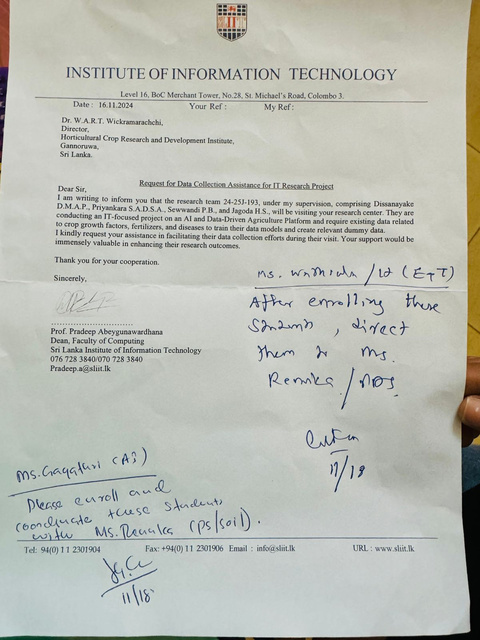 INSTITUTE OF INFORMATION TECHNOLOGY
Level 16, BoC Merchant Tower, No.28, St. Michael's Road, Colombo 3.
Date : 16.11.2024 Your Ref : My Ref :
Dr. W.A.R.T. Wickramarachchi,
Director,
Horticultural Crop Research and Development Institute,
Gannoruwa,
Sri Lanka.
Request for Data Collection Assistance for IT Research Project
Dear Sir,
I am writing to inform you that the research team 24-25J-193, under my supervision, comprising Dissanayake
D.M.A.P., Priyankara S.A.D.S.A., Sewwandi P.B., and Jagoda H.S., will be visiting your research center. They are
conducting an IT-focused project on an AI and Data-Driven Agriculture Platform and require existing data related
to crop growth factors, fertilizers, and diseases to train their data models and create relevant dummy data.
I kindly request your assistance in facilitating their data collection efforts during their visit. Your support would be
immensely valuable in enhancing their research outcomes.
Thank you for your cooperation.
Sincerely,
Prof. Pradeep Abeygunawardhana
Dean, Faculty of Computing
Sri Lanka Institute of Information Technology
076 728 3840/070 728 3840
Pradeep.a@sliit.lk
Ms. (E&T)
After enrolling these
students, direct
them to Ms.
Renuka /
11/18
Ms. (AI)
Please enroll and
coordinate these students
with Ms. Renuka (PS/Soil).
11/18
Tel: 94(0) 1 1 2301904 Fax: +94(0) 1 1 2301906 Email : info@sliit.lk URL : www.sliit.lk